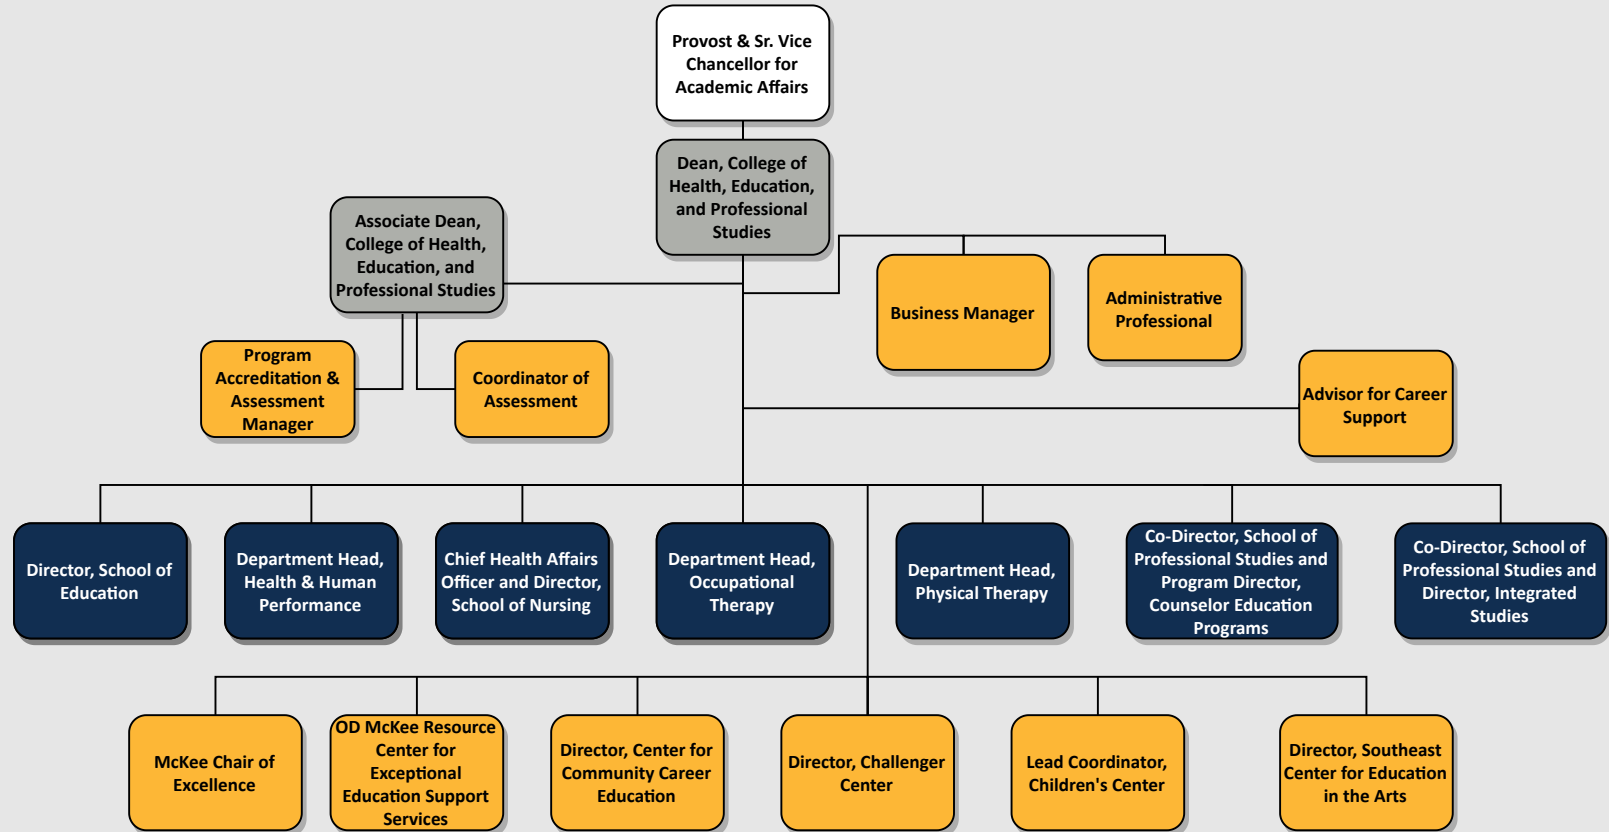 Provost & Sr. Vice
Chancellor for
Academic Affairs
Dean, College of
Health, Education,
and Professional
Studies
Associate Dean,
College of Health,
Education, and
Professional Studies
Business Manager
Administrative
Professional
Program
Accreditation &
Assessment
Manager
Coordinator of
Assessment
Advisor for Career
Support
Director, School of
Education
Department Head,
Health & Human
Performance
Chief Health Affairs
Officer and Director,
School of Nursing
Department Head,
Occupational
Therapy
Department Head,
Physical Therapy
Co-Director, School of
Professional Studies and
Program Director,
Counselor Education
Programs
Co-Director, School of
Professional Studies and
Director, Integrated
Studies
McKee Chair of
Excellence
OD McKee Resource
Center for
Exceptional
Education Support
Services
Director, Center for
Community Career
Education
Director, Challenger
Center
Lead Coordinator,
Children's Center
Director, Southeast
Center for Education
in the Arts